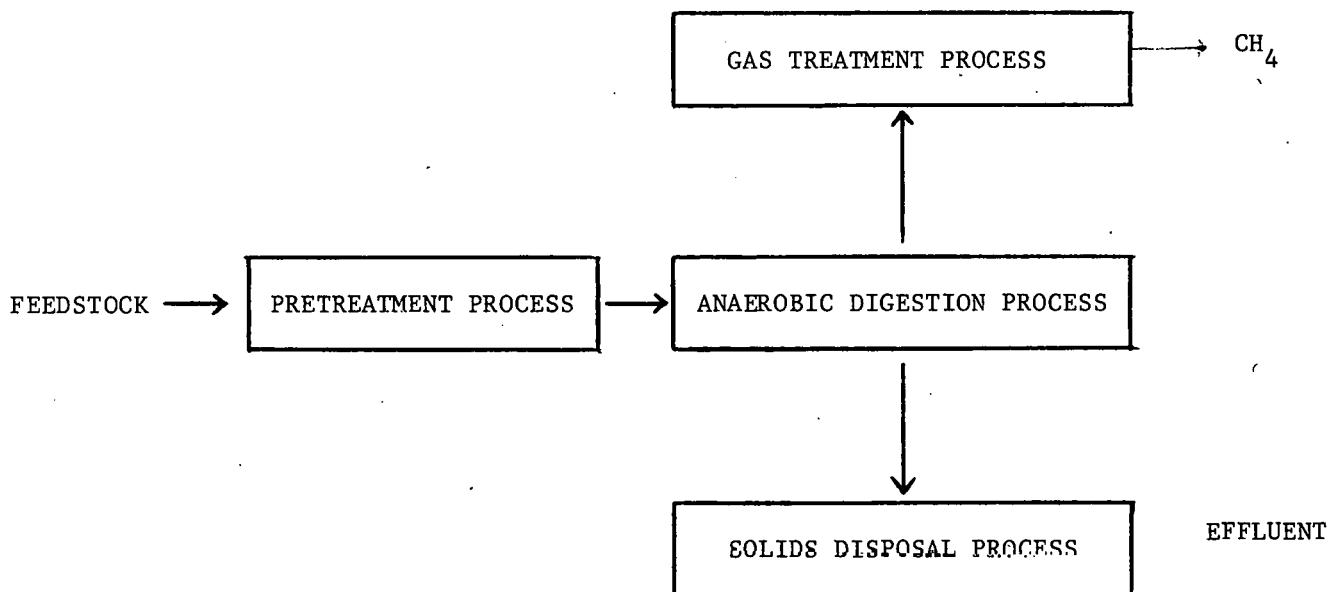 GAS TREATMENT PROCESS
CH4
FEEDSTOCK
PRETREATMENT PROCESS
ANAEROBIC DIGESTION PROCESS
SOLIDS DISPOSAL PROCESS
EFFLUENT